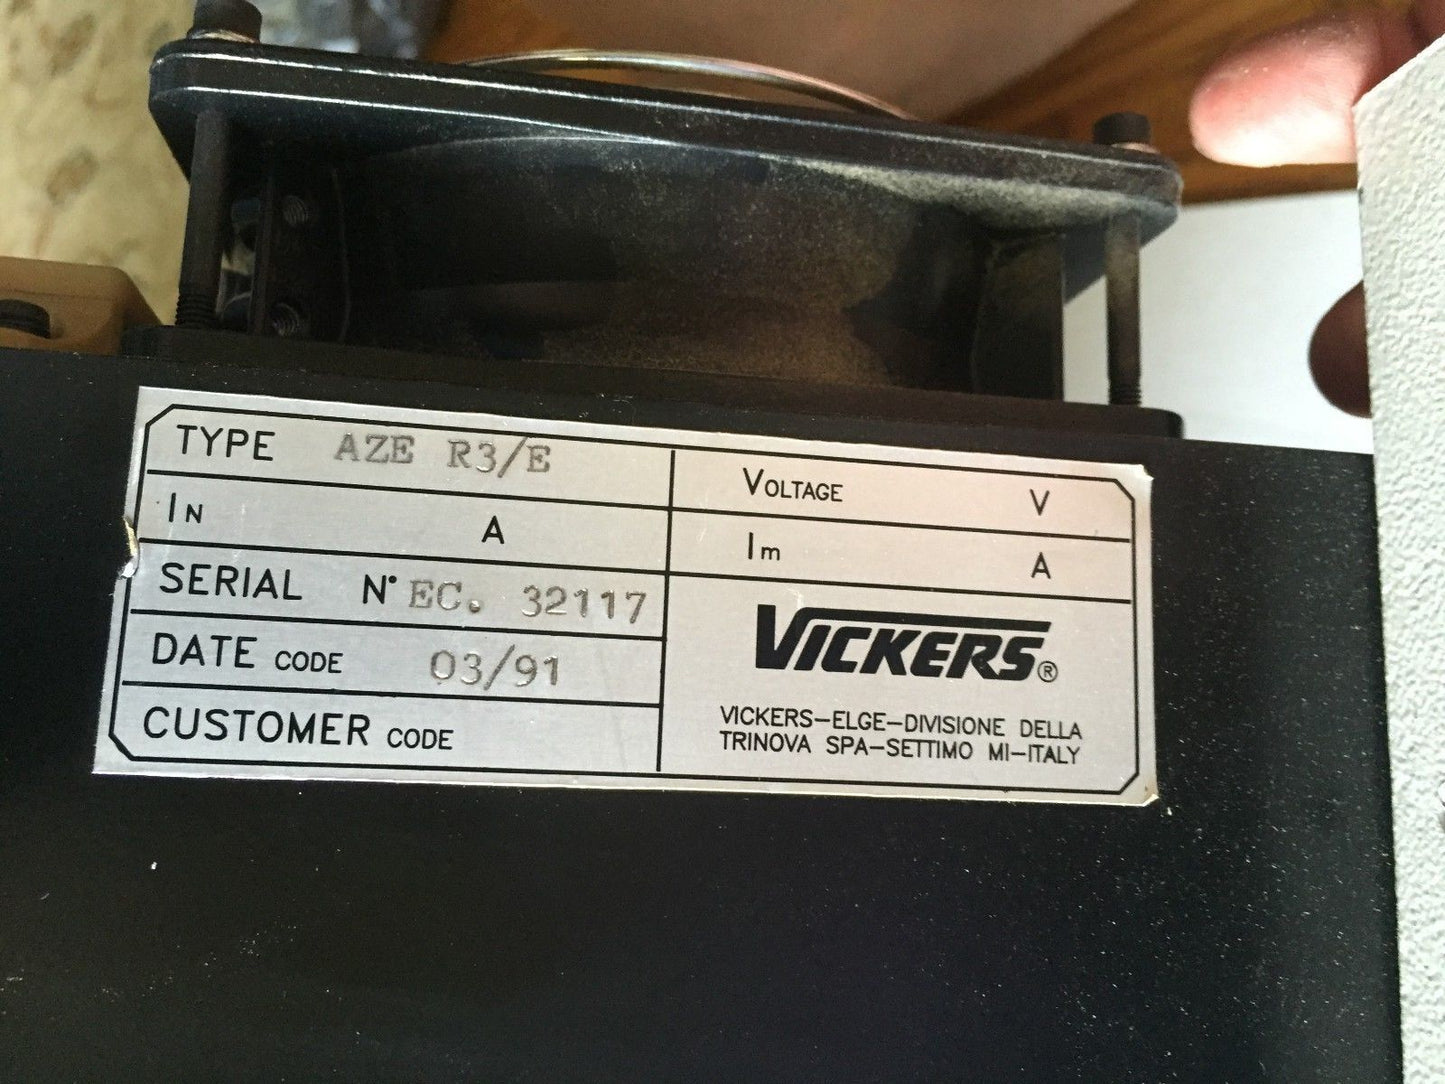 TYPE AZE R3/E
IN A
SERIAL N° EC. 32117
DATE CODE 03/91
CUSTOMER CODE
VOLTAGE V
Im A
VICKERS®
VICKERS-ELGE-DIVISIONE DELLA
TRINOVA SPA-SETTIMO MI-ITALY